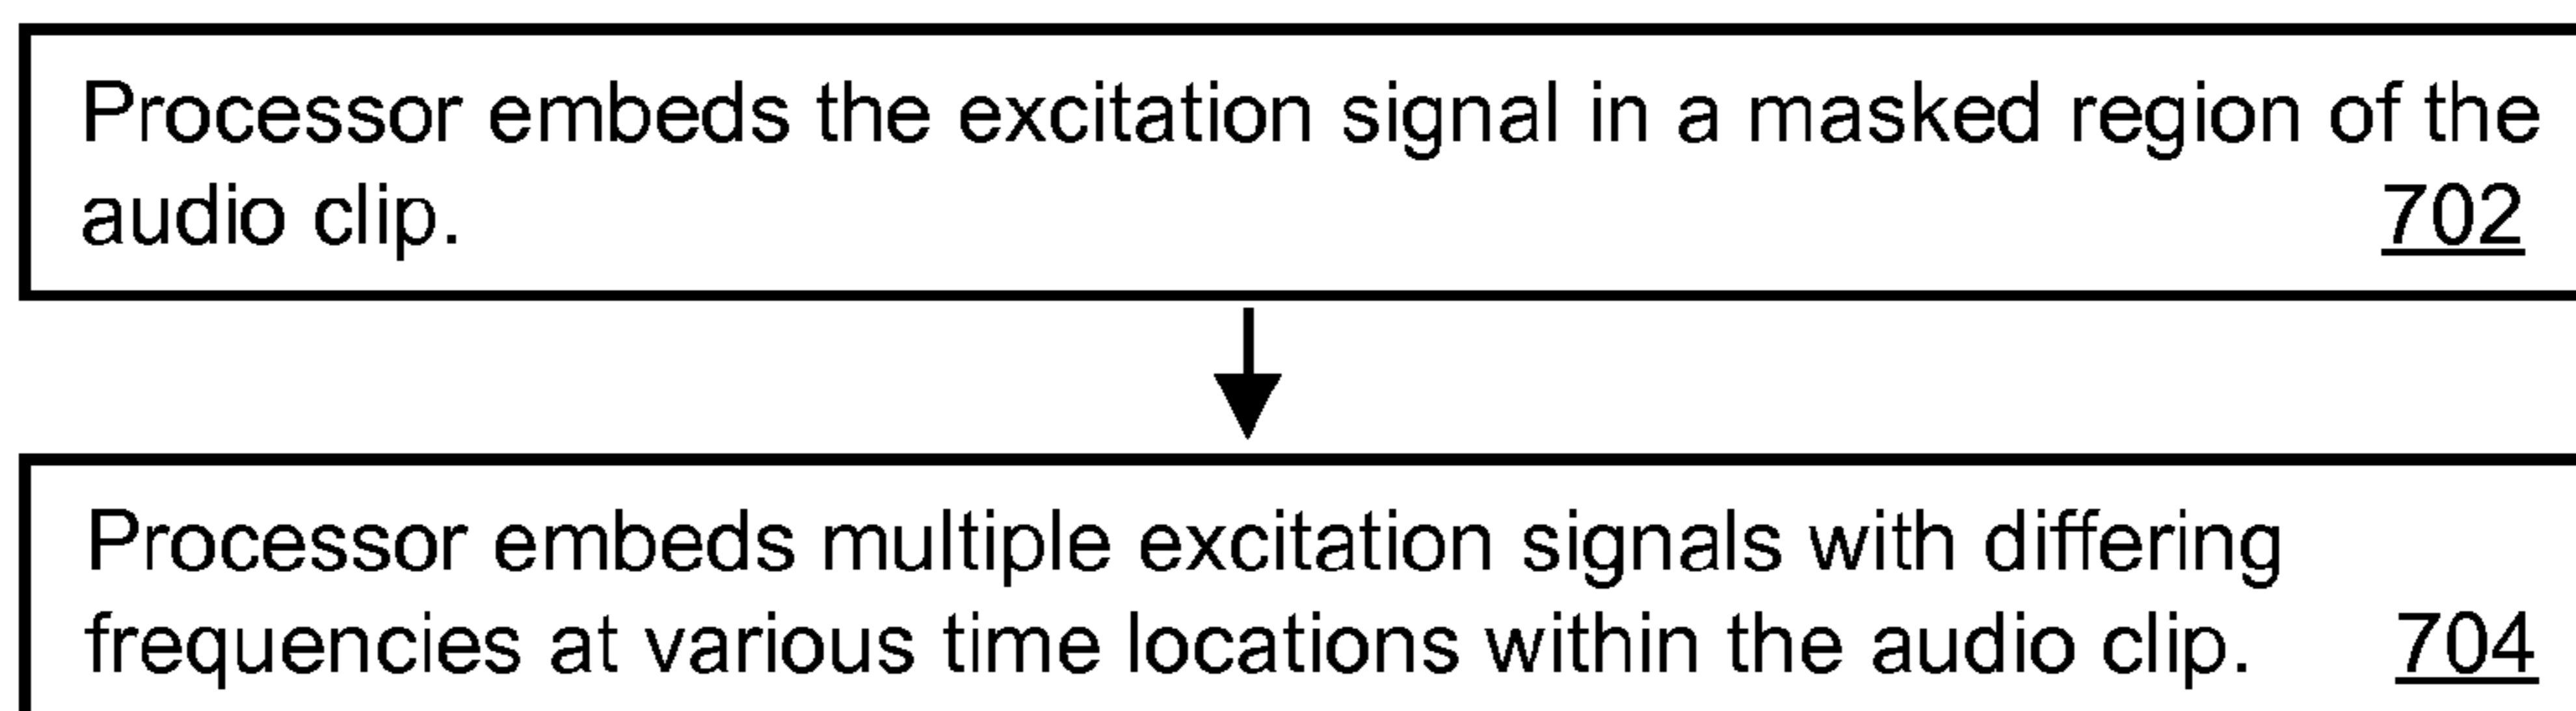 Processor embeds the excitation signal in a masked region of the
audio clip. 702
Processor embeds multiple excitation signals with differing
frequencies at various time locations within the audio clip. 704